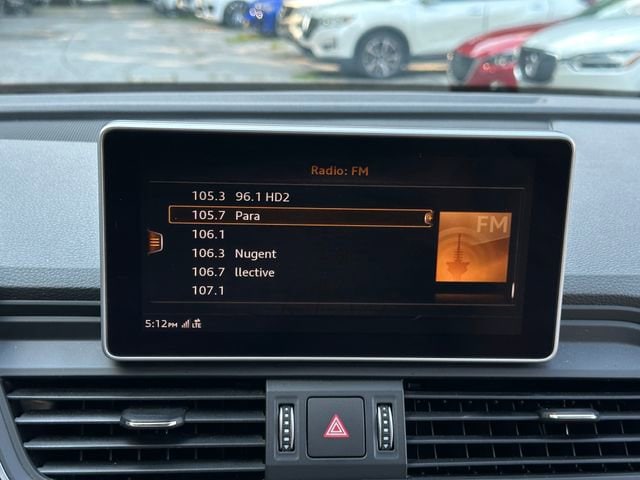 Radio: FM
105.3 96.1 HD2
105.7 Para
106.1
106.3 Nugent
106.7 llective
107.1
FM
5:12PM LTE